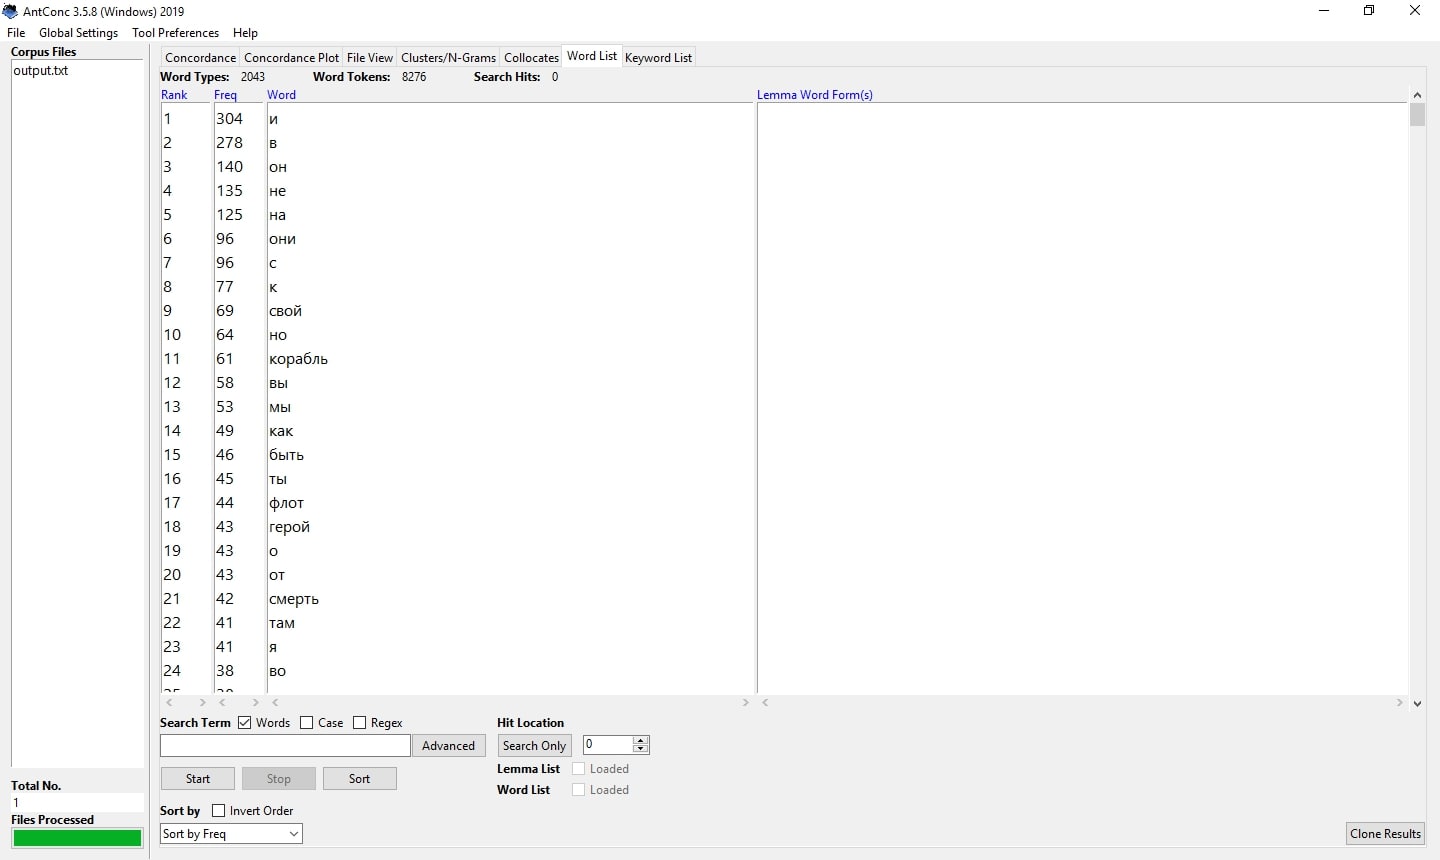 AntConc 3.5.8 (Windows) 2019
File Global Settings Tool Preferences Help
Corpus Files
output.txt
Concordance Concordance Plot File View Clusters/N-Grams Collocates Word List Keyword List
Word Types: 2043 Word Tokens: 8276 Search Hits: 0
Rank Freq Word Lemma Word Form(s)
1 304 и
2 278 в
3 140 он
4 135 не
5 125 на
6 96 они
7 96 с
8 77 к
9 69 свой
10 64 но
11 61 корабль
12 58 вы
13 53 мы
14 49 как
15 46 быть
16 45 ты
17 44 флот
18 43 герой
19 43 о
20 43 от
21 42 смерть
22 41 там
23 41 я
24 38 во
Search Term Words Case Regex Hit Location
Advanced Search Only 0
Lemma List Loaded
Start Stop Sort
Word List Loaded
Total No.
1
Files Processed
Sort by Invert Order
Sort by Freq
Clone Results